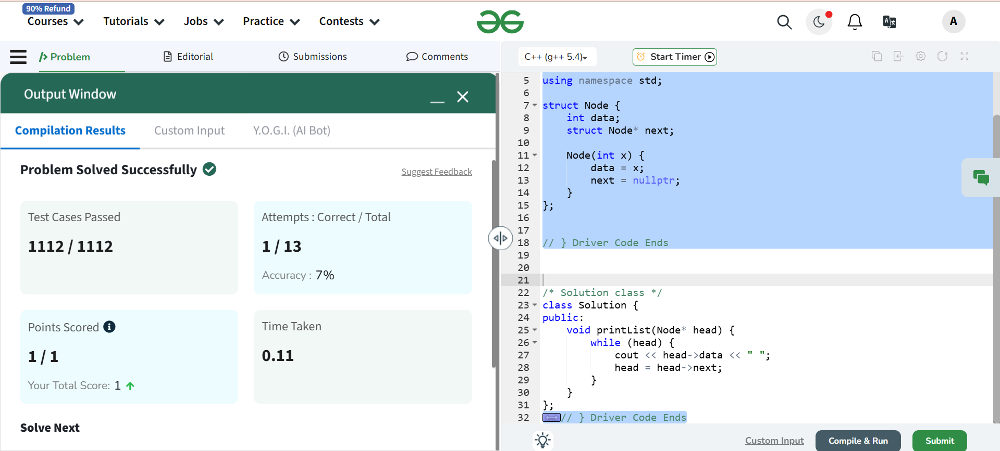 90% Refund
Courses Tutorials Jobs Practice Contests A
Problem Editorial Submissions Comments
C++ (g++ 5.4) Start Timer
Output Window
Compilation Results Custom Input Y.O.G.I. (AI Bot)
Problem Solved Successfully
Suggest Feedback
Test Cases Passed
1112 / 1112
Attempts : Correct / Total
1 / 13
Accuracy : 7%
Points Scored
1 / 1
Your Total Score: 1
Time Taken
0.11
Solve Next
5 using namespace std;
6
7 struct Node {
8     int data;
9     struct Node* next;
10
11     Node(int x) {
12         data = x;
13         next = nullptr;
14     }
15 };
16
17
18 // } Driver Code Ends
19
20
21
22 /* Solution class */
23 class Solution {
24 public:
25     void printList(Node* head) {
26         while (head) {
27             cout << head->data << " ";
28             head = head->next;
29         }
30     }
31 };
32 // } Driver Code Ends
Custom Input Compile & Run Submit